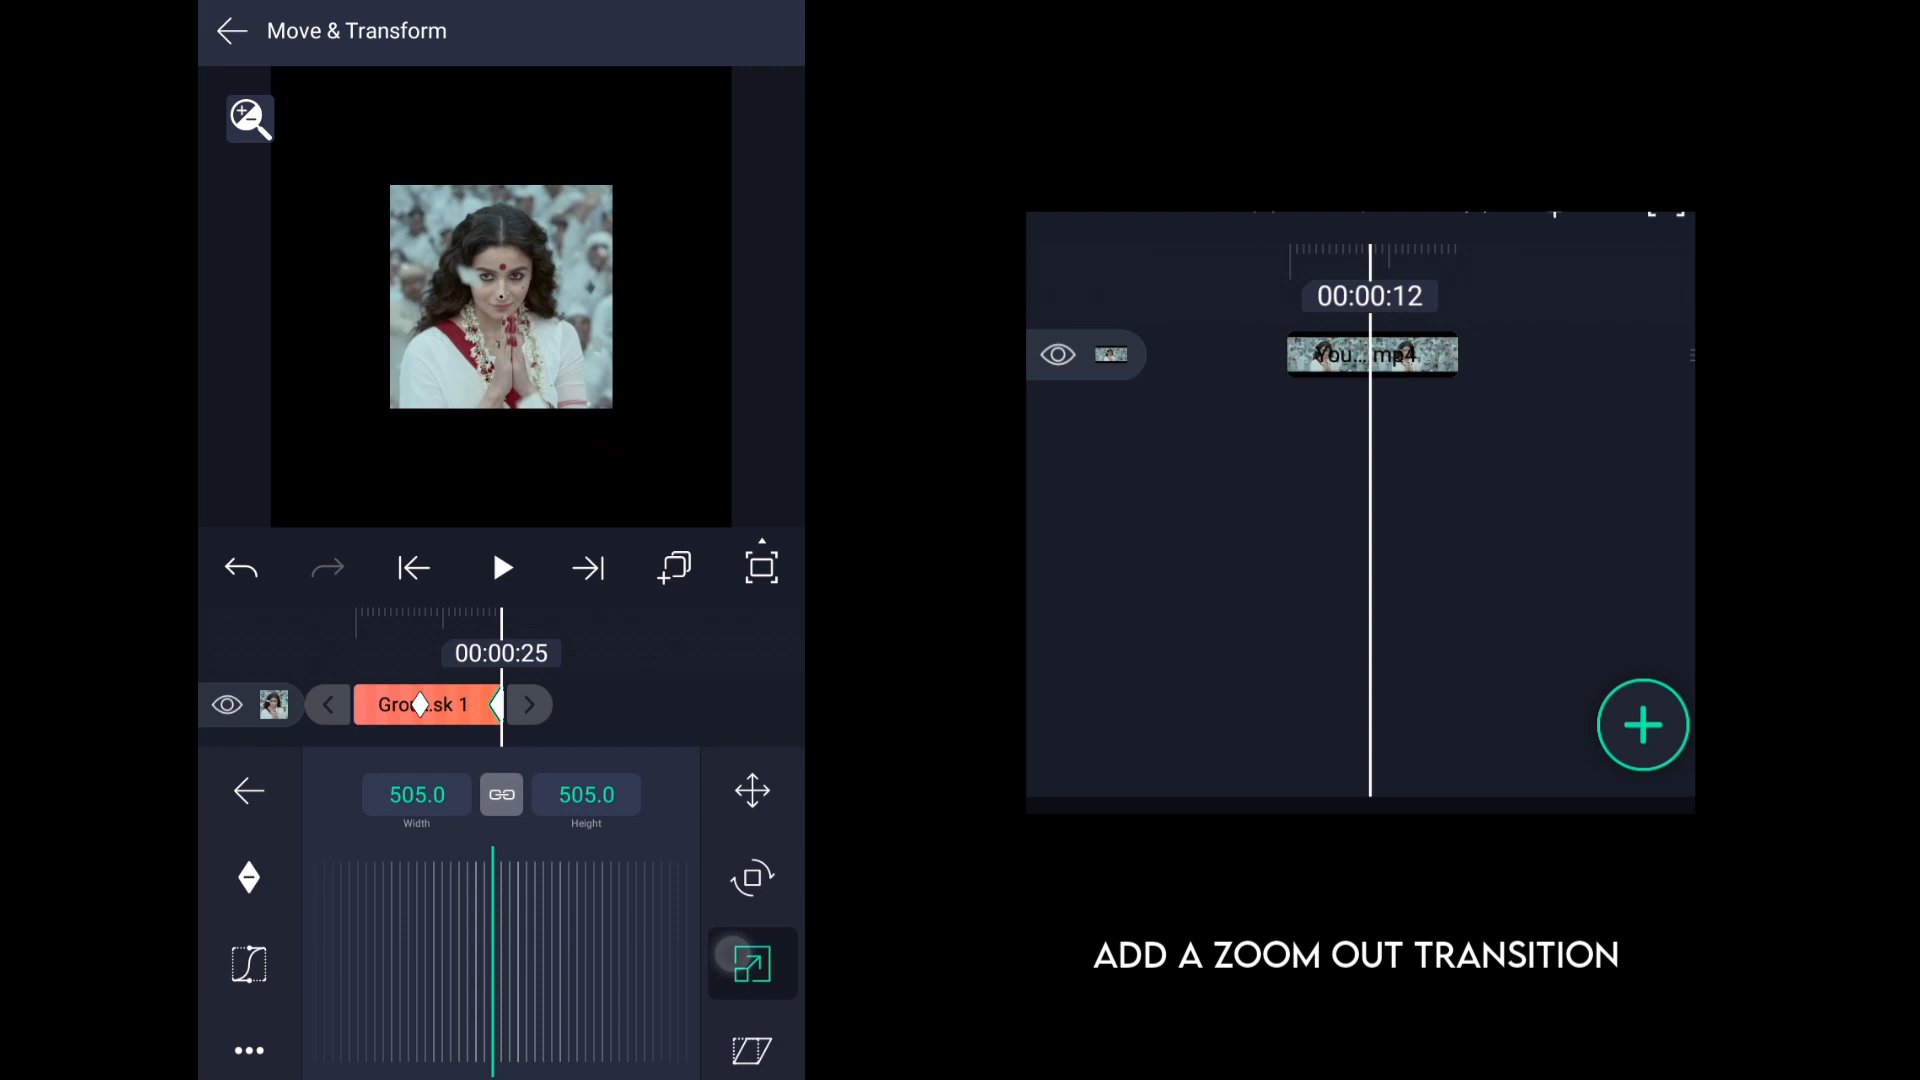 Move & Transform
00:00:25
Grou...sk 1
505.0
505.0
Width
Height
00:00:12
You... mp4
ADD A ZOOM OUT TRANSITION